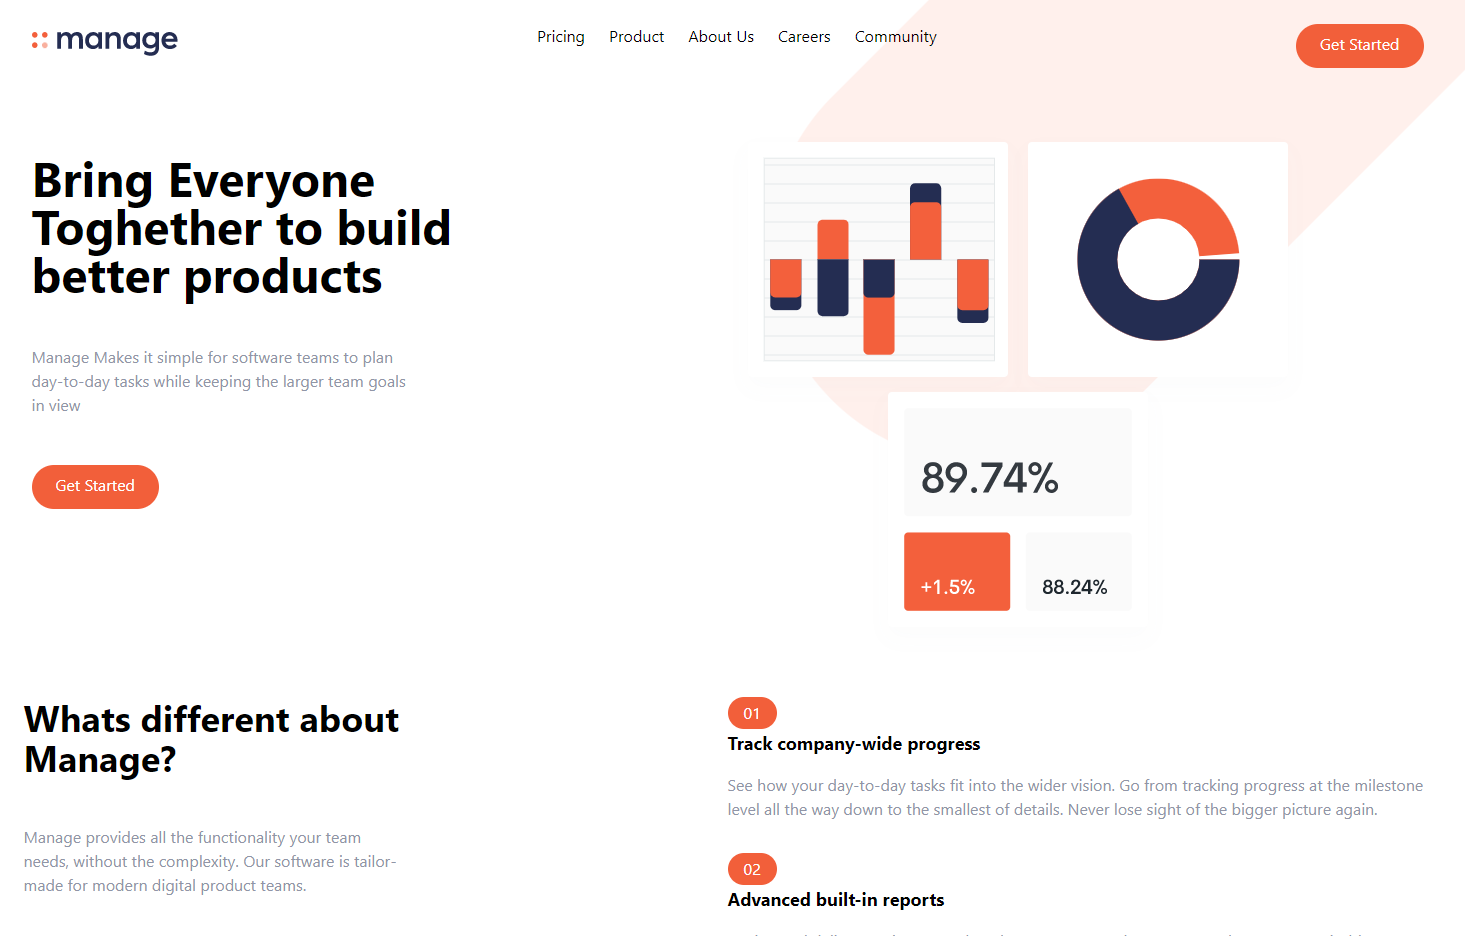 manage
Pricing Product About Us Careers Community
Get Started
Bring Everyone
Toghether to build
better products
Manage Makes it simple for software teams to plan
day-to-day tasks while keeping the larger team goals
in view
Get Started
89.74%
+1.5%
88.24%
Whats different about
Manage?
Manage provides all the functionality your team
needs, without the complexity. Our software is tailor-
made for modern digital product teams.
01
Track company-wide progress
See how your day-to-day tasks fit into the wider vision. Go from tracking progress at the milestone
level all the way down to the smallest of details. Never lose sight of the bigger picture again.
02
Advanced built-in reports